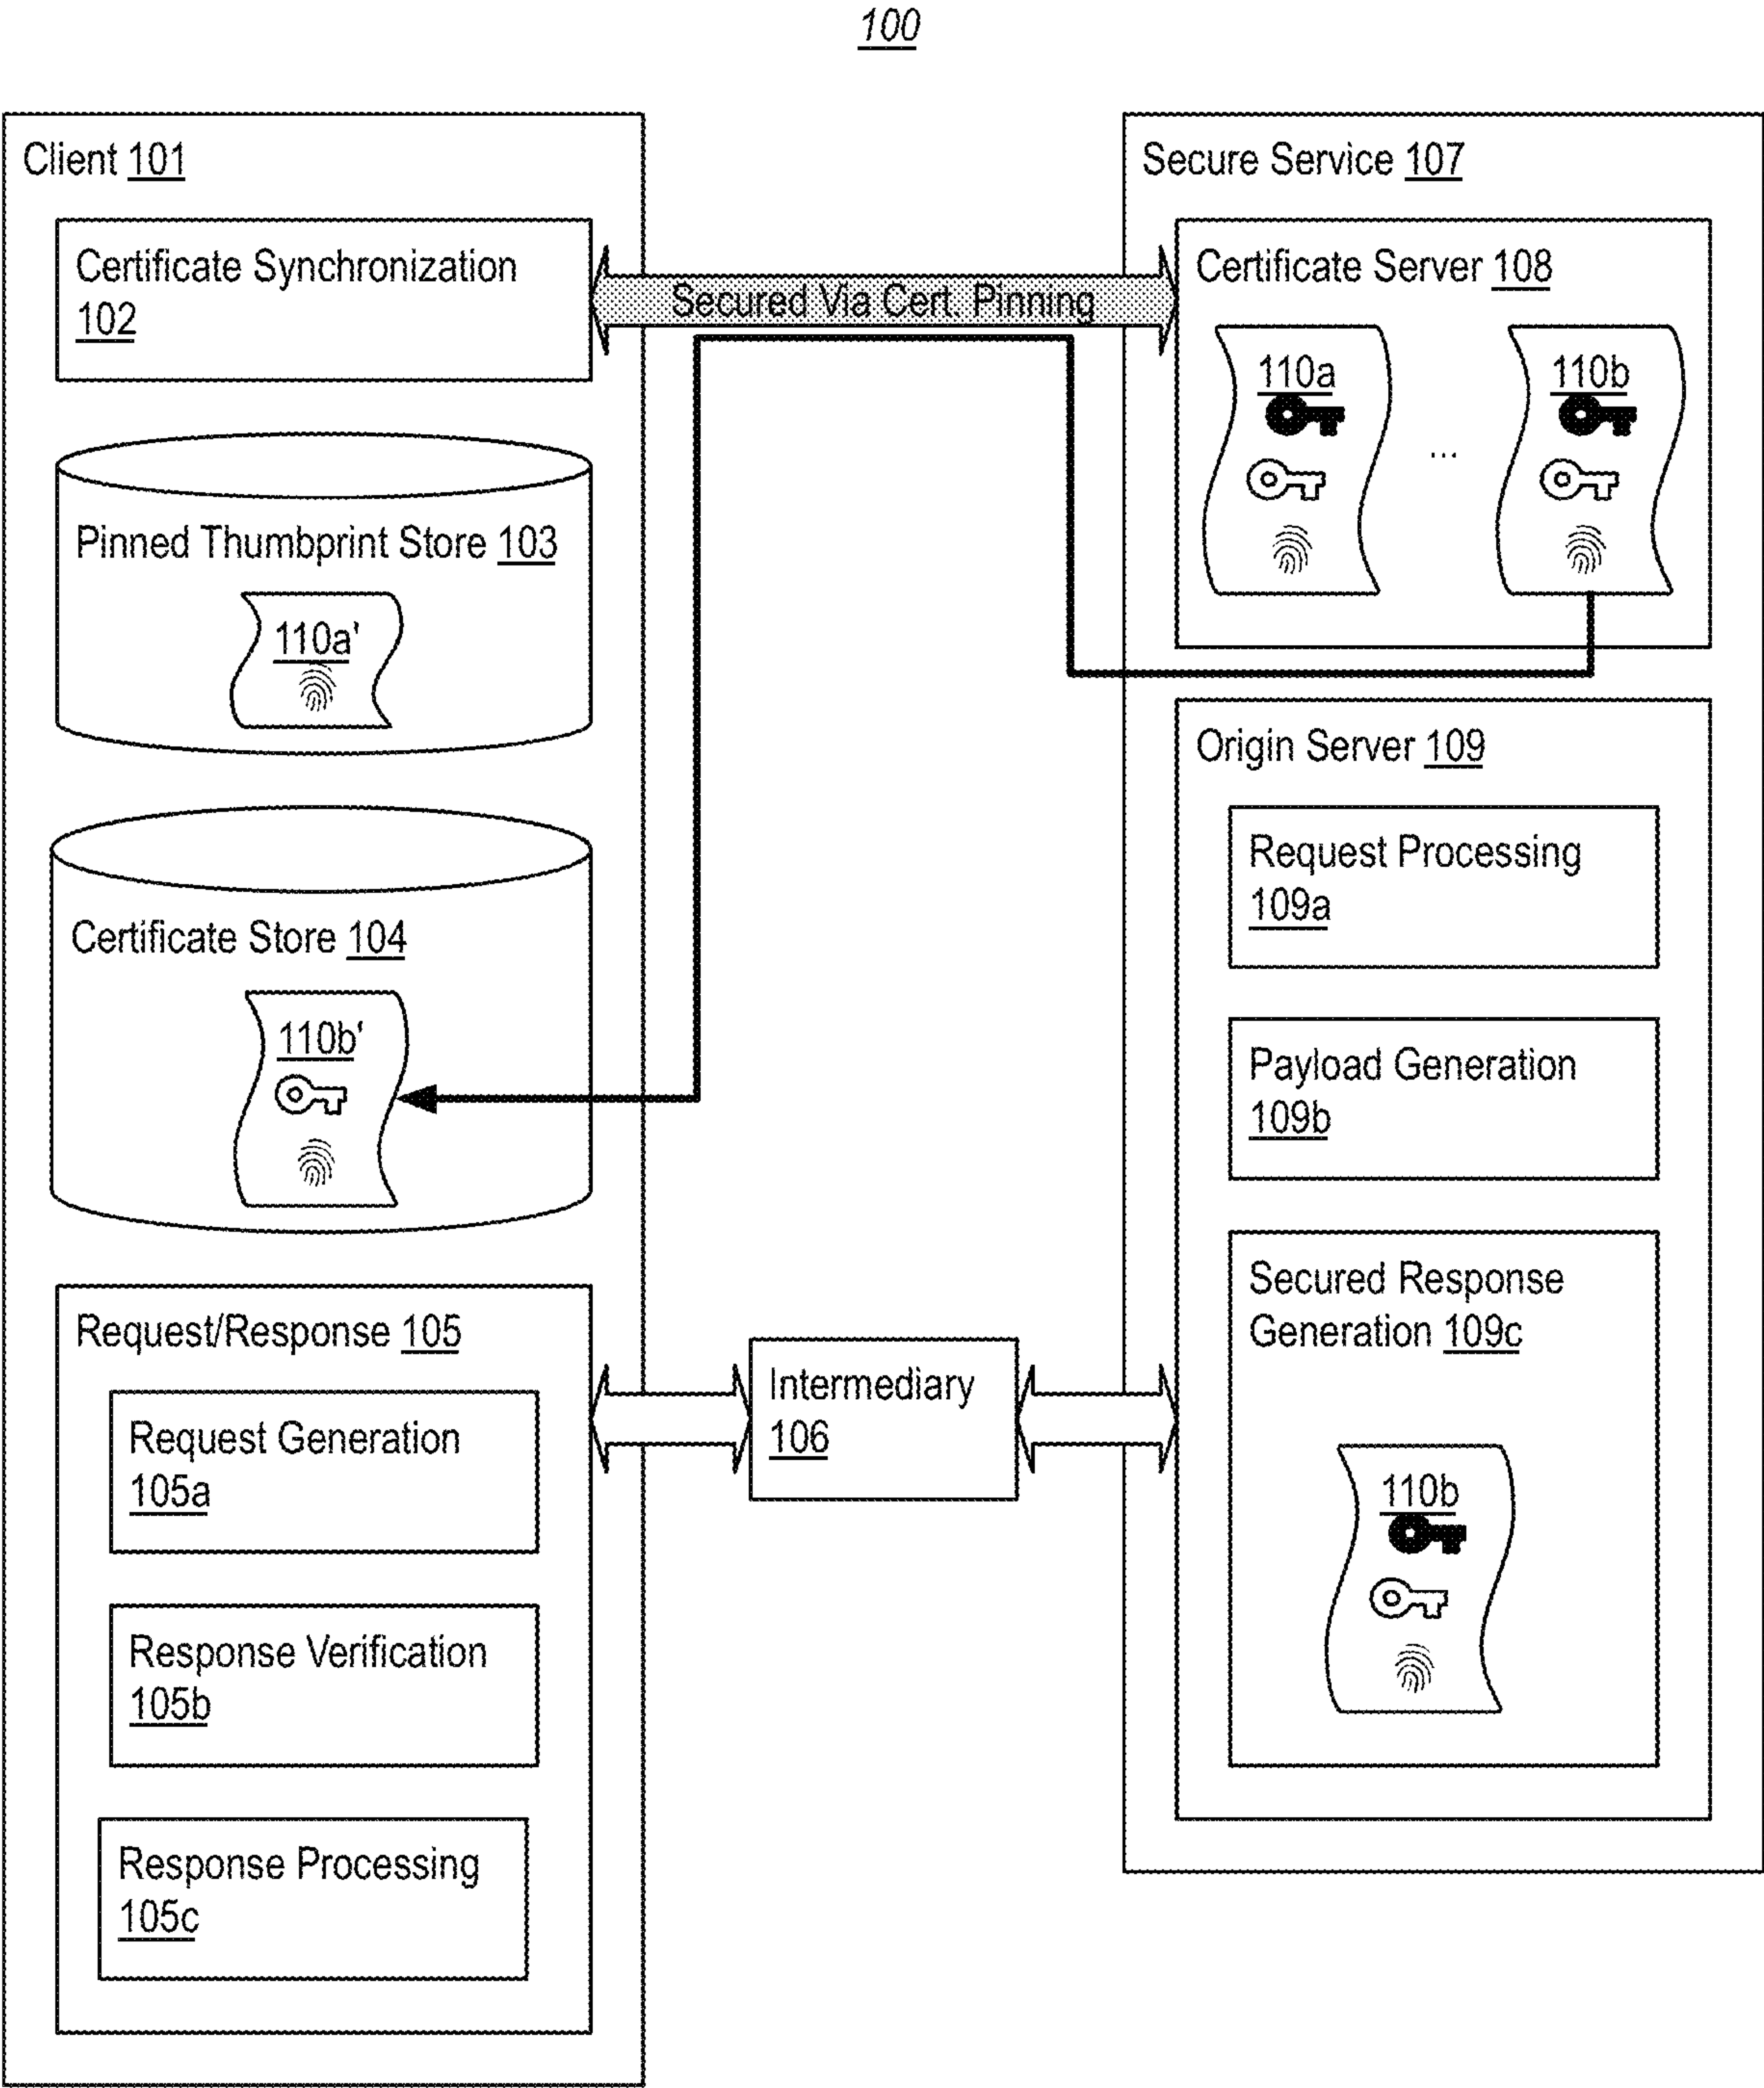 100
Client 101
Certificate Synchronization
102
Pinned Thumbprint Store 103
110a'
Certificate Store 104
110b'
Request/Response 105
Request Generation
105a
Response Verification
105b
Response Processing
105c
Secured Via Cert. Pinning
Intermediary
106
Secure Service 107
Certificate Server 108
110a
...
110b
Origin Server 109
Request Processing
109a
Payload Generation
109b
Secured Response
Generation 109c
110b